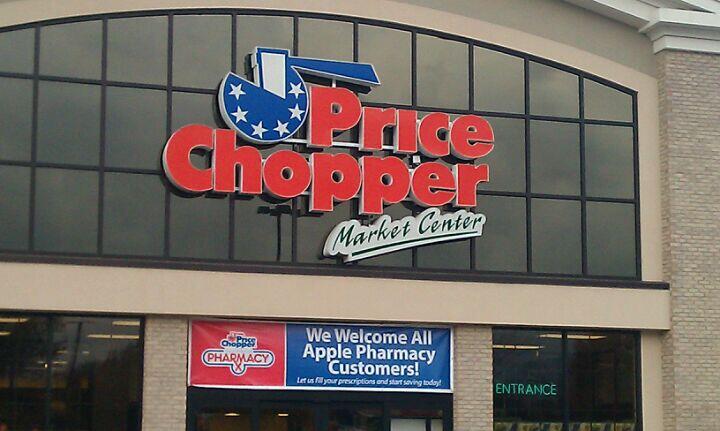 Price
Chopper
Market Center
Price
Chopper
PHARMACY
We Welcome All
Apple Pharmacy
Customers!
Let us fill your prescriptions and start saving today!
ENTRANCE